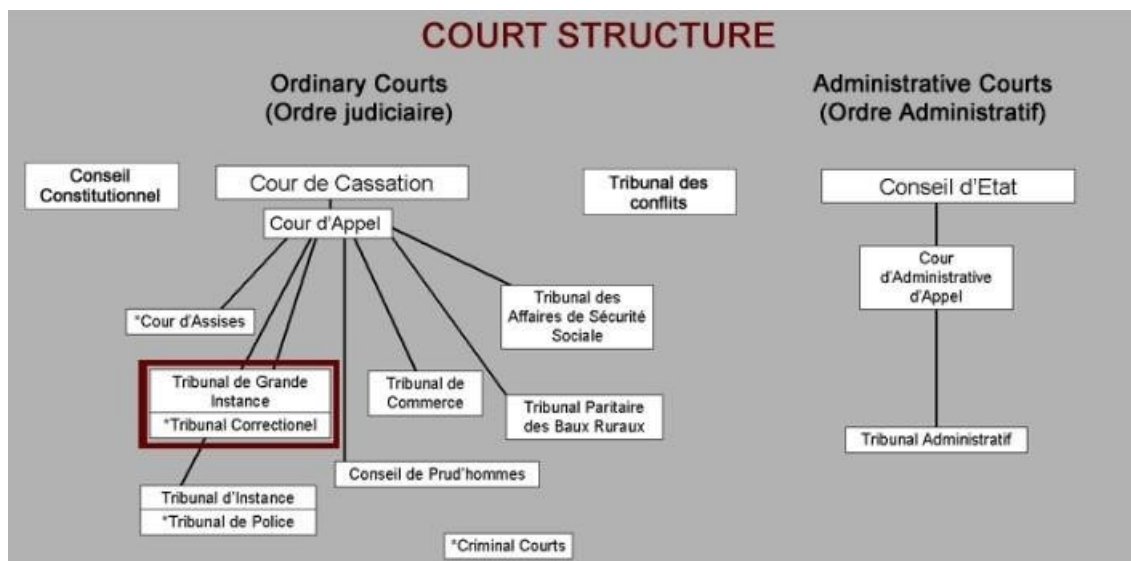 COURT STRUCTURE
Ordinary Courts
(Ordre judiciaire)
Administrative Courts
(Ordre Administratif)
Conseil
Constitutionnel
Cour de Cassation
Tribunal des
conflits
Conseil d'Etat
Cour d'Appel
Cour
d'Administrative
d'Appel
Tribunal des
Affaires de Sécurité
Sociale
*Cour d'Assises
Tribunal de Grande
Instance
*Tribunal Correctionel
Tribunal de
Commerce
Tribunal Paritaire
des Baux Ruraux
Tribunal Administratif
Conseil de Prud'hommes
Tribunal d'Instance
*Tribunal de Police
*Criminal Courts